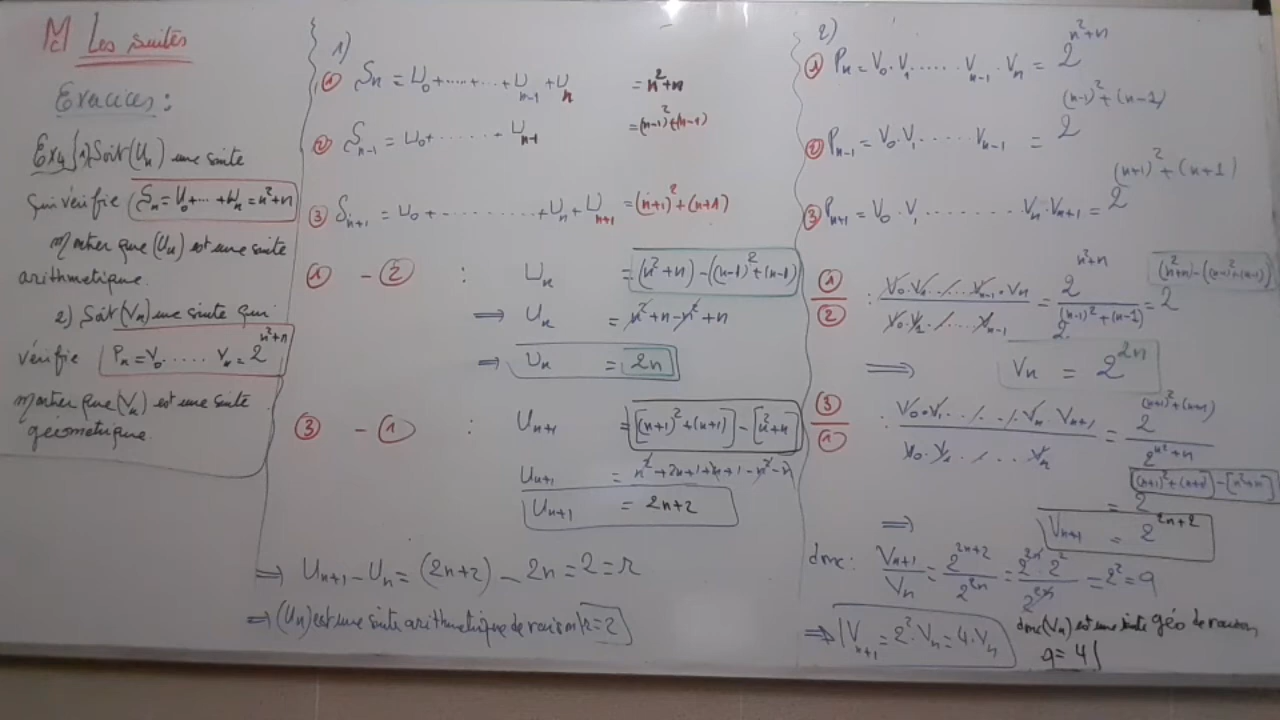 Mc Les suites
Exercices :
Ex4 1) Soit (Un) une suite
qui vérifie Sn = U0+...+Un = n²+n
Montrer que (Un) est une suite
arithmetique.
2) Soit (Vn) une suite qui
vérifie Pn = V0 ..... Vn = 2^(n²+n)
Montrer que (Vn) est une suite
géometrique.
1)
① Sn = U0+.....+...+Un-1 +Un = n²+n
② Sn-1 = U0+.......+ Un-1 = (n-1)²+(n-1)
③ Sn+1 = U0+..........+Un+Un+1 = (n+1)²+(n+1)
① - ② : Un = (n²+n)-((n-1)²+(n-1))
⟹ Un = n²+n-n²+n
⟹ Un = 2n
③ - ① : Un+1 = [(n+1)²+(n+1)]-[n²+n]
Un+1 = n²+2n+1+n+1-n²-n
Un+1 = 2n+2
⟹ Un+1 - Un = (2n+2) - 2n = 2 = r
⟹ (Un) est une suite arithmetique de raison r=2
2)
① Pn = V0.V1....... Vn-1 . Vn = 2^(n²+n)
② Pn-1 = V0.V1....... Vn-1 = 2^((n-1)²+(n-1))
③ Pn+1 = V0.V1......... Vn.Vn+1 = 2^((n+1)²+(n+1))
①/② : V0.V1./.../.Vn-1.Vn / V0.V1./.../Vn-1 = 2^(n²+n) / 2^((n-1)²+(n-1)) = 2^((n²+n)-((n-1)²+(n-1)))
⟹ Vn = 2^(2n)
③/① : V0.V1.../.../.Vn.Vn+1 / V0.V1..... Vn = 2^((n+1)²+(n+1)) / 2^(n²+n)
= 2^([(n+1)²+(n+1)]-[n²+n])
⟹ Vn+1 = 2^(2n+2)
donc : Vn+1/Vn = 2^(2n+2)/2^(2n) = 2^(2n).2²/2^(2n) = 2² = q
⟹ Vn+1 = 2².Vn = 4.Vn donc (Vn) est une suite géo de raison
q = 4